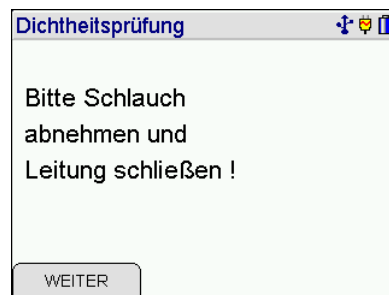 Dichtheitsprüfung
Bitte Schlauch
abnehmen und
Leitung schließen !
WEITER